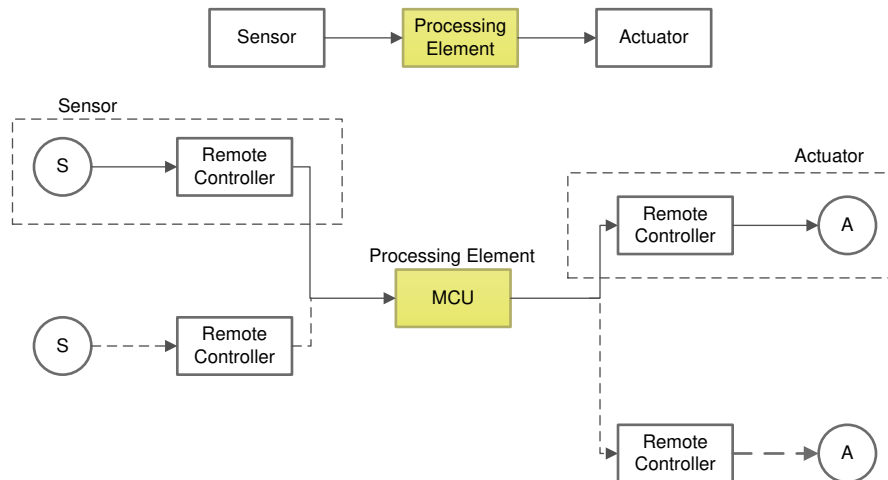 Sensor
Processing
Element
Actuator
Sensor
S
Remote
Controller
Actuator
Remote
Controller
A
Processing Element
MCU
S
Remote
Controller
Remote
Controller
A